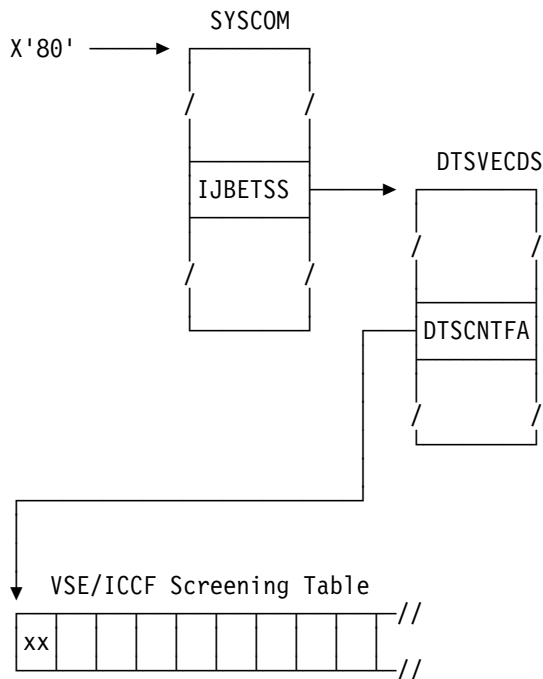 SYSCOM
X'80'
DTSVECDS
IJBETSS
DTSCNTFA
VSE/ICCF Screening Table
xx